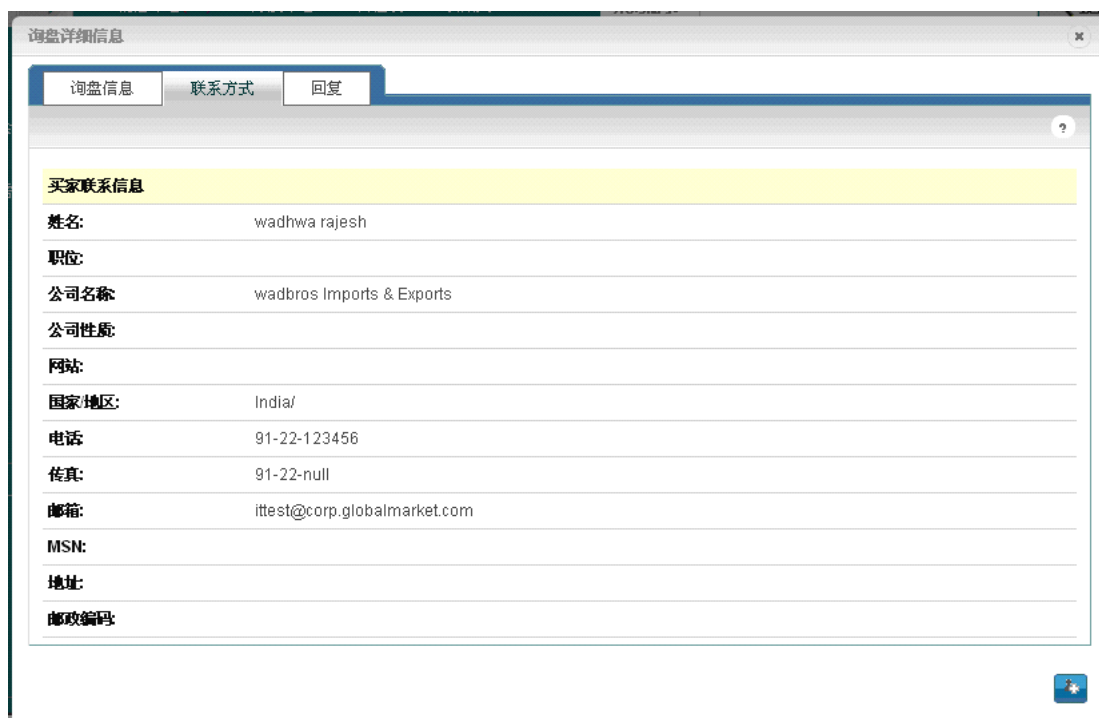 询盘详细信息
询盘信息 联系方式 回复
?
买家联系信息
姓名: wadhwa rajesh
职位:
公司名称: wadbros Imports & Exports
公司性质:
网站:
国家/地区: India/
电话: 91-22-123456
传真: 91-22-null
邮箱: ittest@corp.globalmarket.com
MSN:
地址:
邮政编码: